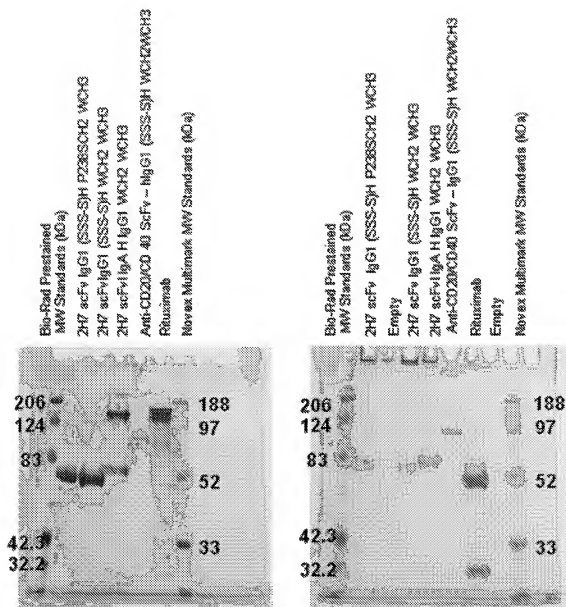 Bio-Rad Prestained
MW Standards (kDa)
2H7 scFv IgG1 (SSS-S)H P238SCH2 WCH3
2H7 scFvIgG1 (SSS-S)H WCH2 WCH3
2H7 scFvI IgA H IgG1 WCH2 WCH3
Anti-CD20/CD 40 ScFv – hIgG1 (SSS-S)H WCH2WCH3
Rituximab
Novex Multimark MW Standards (kDa)
206
124
83
42.3
32.2
188
97
52
33
Bio-Rad Prestained
MW Standards (kDa)
2H7 scFv IgG1 (SSS-S)H P238SCH2 WCH3
Empty
2H7 scFv IgG1 (SSS-S)H WCH2 WCH3
2H7 scFvI IgA H IgG1 WCH2 WCH3
Anti-CD20/CD40 ScFv – IgG1 (SSS-S)H WCH2WCH3
Rituximab
Empty
Novex Multimark MW Standards (kDa)
206
124
83
42.3
32.2
188
97
52
33